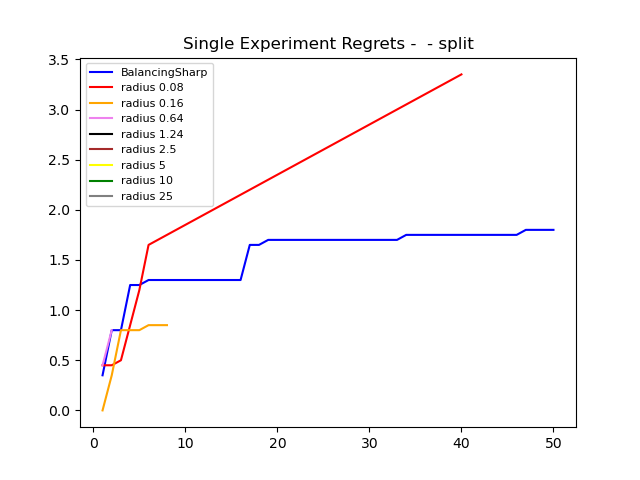 Single Experiment Regrets -  - split
BalancingSharp
radius 0.08
radius 0.16
radius 0.64
radius 1.24
radius 2.5
radius 5
radius 10
radius 25
3.5
3.0
2.5
2.0
1.5
1.0
0.5
0.0
0 10 20 30 40 50